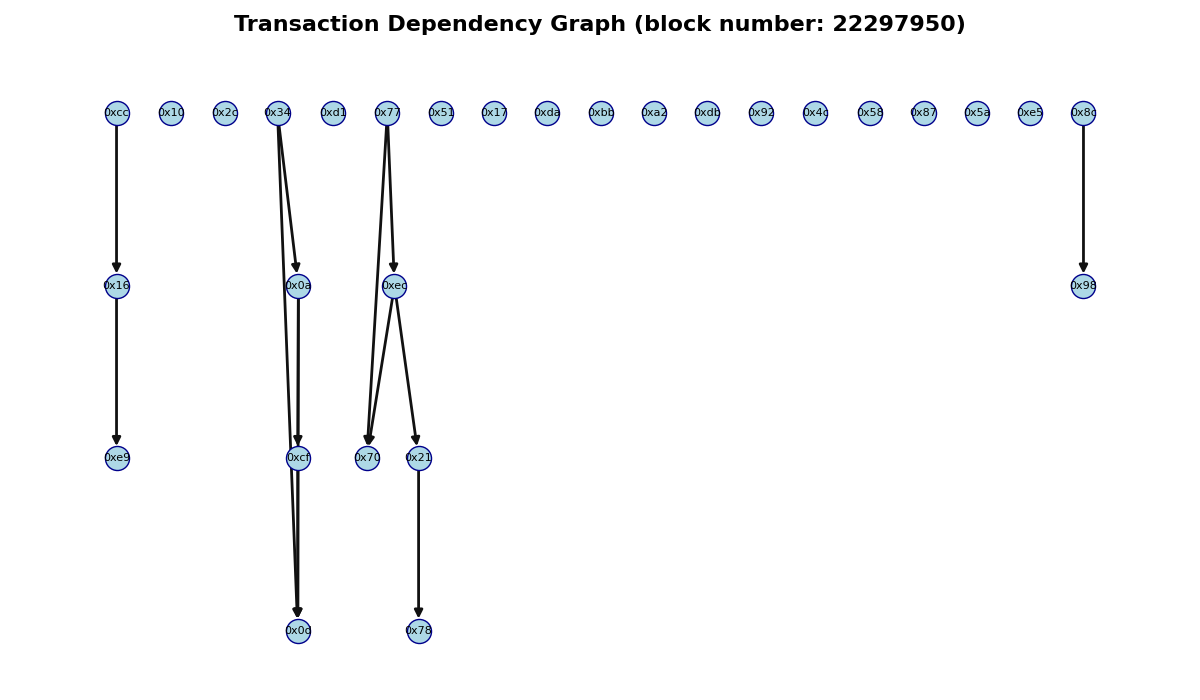 Transaction Dependency Graph (block number: 22297950)
0xcc 0x10 0x2c 0x34 0xd1 0x77 0x51 0x17 0xda 0xbb 0xa2 0xdb 0x92 0x4c 0x58 0x87 0x5a 0xe5 0x8c
0x16 0x0a 0xec 0x98
0xe9 0xcf 0x70 0x21
0x0d 0x78